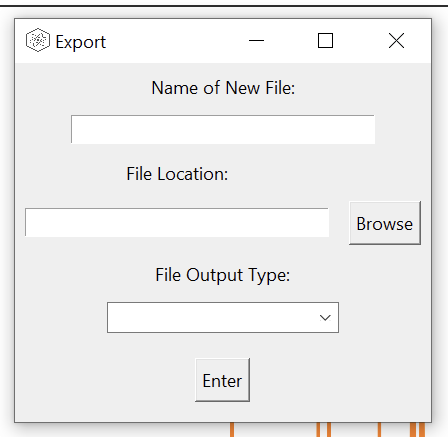 Export
Name of New File:
File Location:
Browse
File Output Type:
Enter